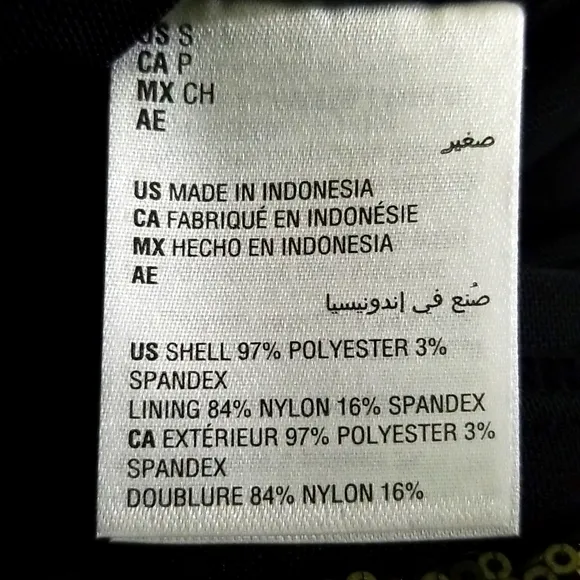 US S
CA P
MX CH
AE
صغير
US MADE IN INDONESIA
CA FABRIQUÉ EN INDONÉSIE
MX HECHO EN INDONESIA
AE
صُنع في إندونيسيا
US SHELL 97% POLYESTER 3%
SPANDEX
LINING 84% NYLON 16% SPANDEX
CA EXTÉRIEUR 97% POLYESTER 3%
SPANDEX
DOUBLURE 84% NYLON 16%